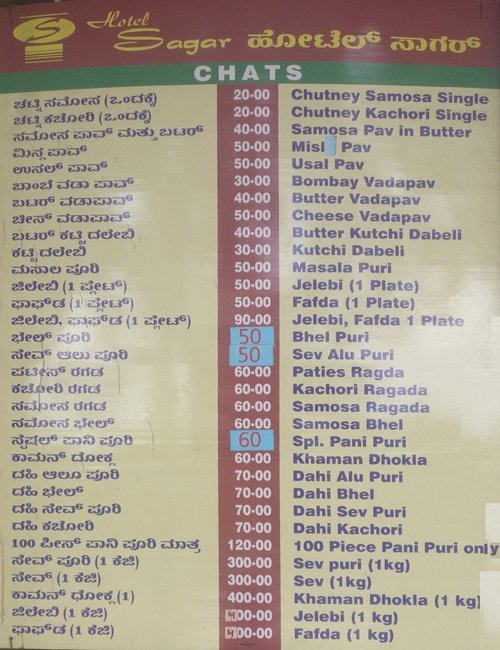 Hotel
Sagar ಹೋಟೆಲ್ ಸಾಗರ್
CHATS
ಚಟ್ನಿ ಸಮೋಸ (ಒಂದಕ್ಕೆ) 20-00 Chutney Samosa Single
ಚಟ್ನಿ ಕಚೋರಿ (ಒಂದಕ್ಕೆ) 20-00 Chutney Kachori Single
ಸಮೋಸ ಪಾವ್ ಮತ್ತು ಬಟರ್ 40-00 Samosa Pav in Butter
ಮಿಸ್ಲ ಪಾವ್ 50-00 Misl Pav
ಉಸಲ್ ಪಾವ್ 50-00 Usal Pav
ಬಾಂಬೆ ವಡಾ ಪಾವ್ 30-00 Bombay Vadapav
ಬಟರ್ ವಡಾಪಾವ್ 40-00 Butter Vadapav
ಚೀಸ್ ವಡಾಪಾವ್ 50-00 Cheese Vadapav
ಬಟರ್ ಕಟ್ಚಿ ದಲೇಬಿ 40-00 Butter Kutchi Dabeli
ಕಟ್ಚಿ ದಲೇಬಿ 30-00 Kutchi Dabeli
ಮಸಾಲ ಪೂರಿ 50-00 Masala Puri
ಜಿಲೇಬಿ (1 ಪ್ಲೇಟ್) 50-00 Jelebi (1 Plate)
ಫಾಫ್‌ಡ (1 ಪ್ಲೇಟ್) 50-00 Fafda (1 Plate)
ಜಿಲೇಬಿ, ಫಾಫ್‌ಡ (1 ಪ್ಲೇಟ್) 90-00 Jelebi, Fafda 1 Plate
ಭೇಲ್ ಪೂರಿ 50 Bhel Puri
ಸೇವ್ ಆಲು ಪೂರಿ 50 Sev Alu Puri
ಪಟೀಸ್ ರಗಡ 60-00 Paties Ragda
ಕಚೋರಿ ರಗಡ 60-00 Kachori Ragada
ಸಮೋಸ ರಗಡ 60-00 Samosa Ragada
ಸಮೋಸ ಭೇಲ್ 60-00 Samosa Bhel
ಸ್ಪೆಷಲ್ ಪಾನಿ ಪೂರಿ 60 Spl. Pani Puri
ಕಾಮನ್ ಧೋಕ್ಲ 60-00 Khaman Dhokla
ದಹಿ ಆಲೂ ಪೂರಿ 70-00 Dahi Alu Puri
ದಹಿ ಭೇಲ್ 70-00 Dahi Bhel
ದಹಿ ಸೇವ್ ಪೂರಿ 70-00 Dahi Sev Puri
ದಹಿ ಕಚೋರಿ 70-00 Dahi Kachori
100 ಪೀಸ್ ಪಾನಿ ಪೂರಿ ಮಾತ್ರ 120-00 100 Piece Pani Puri only
ಸೇವ್ ಪೂರಿ (1 ಕೆಜಿ) 300-00 Sev puri (1kg)
ಸೇವ್ (1 ಕೆಜಿ) 300-00 Sev (1kg)
ಕಾಮನ್ ಧೋಕ್ಲ (1) 400-00 Khaman Dhokla (1 kg)
ಜಿಲೇಬಿ (1 ಕೆಜಿ) 400-00 Jelebi (1 kg)
ಫಾಫ್‌ಡ (1 ಕೆಜಿ) 400-00 Fafda (1 kg)